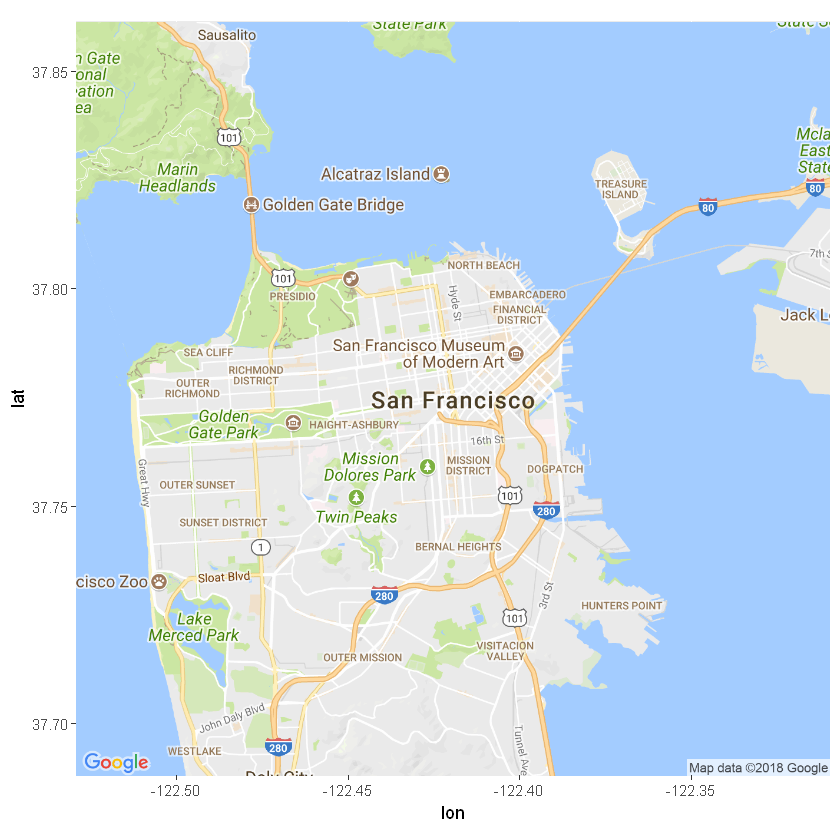 State Park
State S
Sausalito
n Gate
onal
eation
ea
37.85
101
Marin
Headlands
Alcatraz Island
Golden Gate Bridge
TREASURE
ISLAND
Mcla
East
State
80
80
7th S
NORTH BEACH
37.80
101
PRESIDIO
Hyde St
EMBARCADERO
FINANCIAL
DISTRICT
Jack L
San Francisco Museum
of Modern Art
SEA CLIFF
RICHMOND
DISTRICT
OUTER
RICHMOND
San Francisco
lat
Golden
Gate Park
HAIGHT-ASHBURY
16th St
Mission
Dolores Park
MISSION
DISTRICT
DOGPATCH
Great Hwy
OUTER SUNSET
101
280
37.75
Twin Peaks
SUNSET DISTRICT
1
BERNAL HEIGHTS
cisco Zoo
Sloat Blvd
280
3rd St
HUNTERS POINT
Lake
Merced Park
101
OUTER MISSION
VISITACION
VALLEY
John Daly Blvd
37.70
Tunnel Ave
WESTLAKE
280
Google
Daly City
Map data ©2018 Google
-122.50
-122.45
-122.40
-122.35
lon